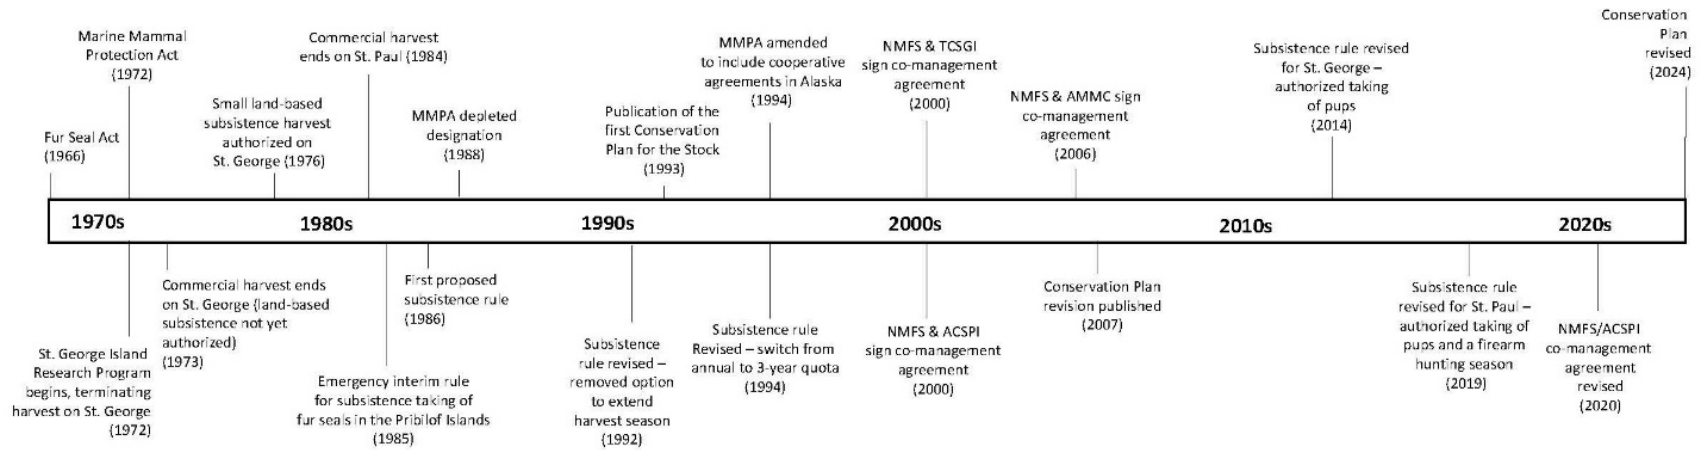 Fur Seal Act
(1966)
Marine Mammal
Protection Act
(1972)
Small land-based
subsistence harvest
authorized on
St. George (1976)
Commercial harvest
ends on St. Paul (1984)
MMPA depleted
designation
(1988)
Publication of the
first Conservation
Plan for the Stock
(1993)
MMPA amended
to include cooperative
agreements in Alaska
(1994)
NMFS & TCSGI
sign co-management
agreement
(2000)
NMFS & AMMC sign
co-management
agreement
(2006)
Subsistence rule revised
for St. George –
authorized taking
of pups
(2014)
Conservation
Plan
revised
(2024)
1970s
1980s
1990s
2000s
2010s
2020s
St. George Island
Research Program
begins, terminating
harvest on St. George
(1972)
Commercial harvest ends
on St. George (land-based
subsistence not yet
authorized)
(1973)
Emergency interim rule
for subsistence taking of
fur seals in the Pribilof Islands
(1985)
First proposed
subsistence rule
(1986)
Subsistence
rule revised –
removed option
to extend
harvest season
(1992)
Subsistence rule
Revised – switch from
annual to 3-year quota
(1994)
NMFS & ACSPI
sign co-management
agreement
(2000)
Conservation Plan
revision published
(2007)
Subsistence rule
revised for St. Paul –
authorized taking of
pups and a firearm
hunting season
(2019)
NMFS/ACSPI
co-management
agreement
revised
(2020)